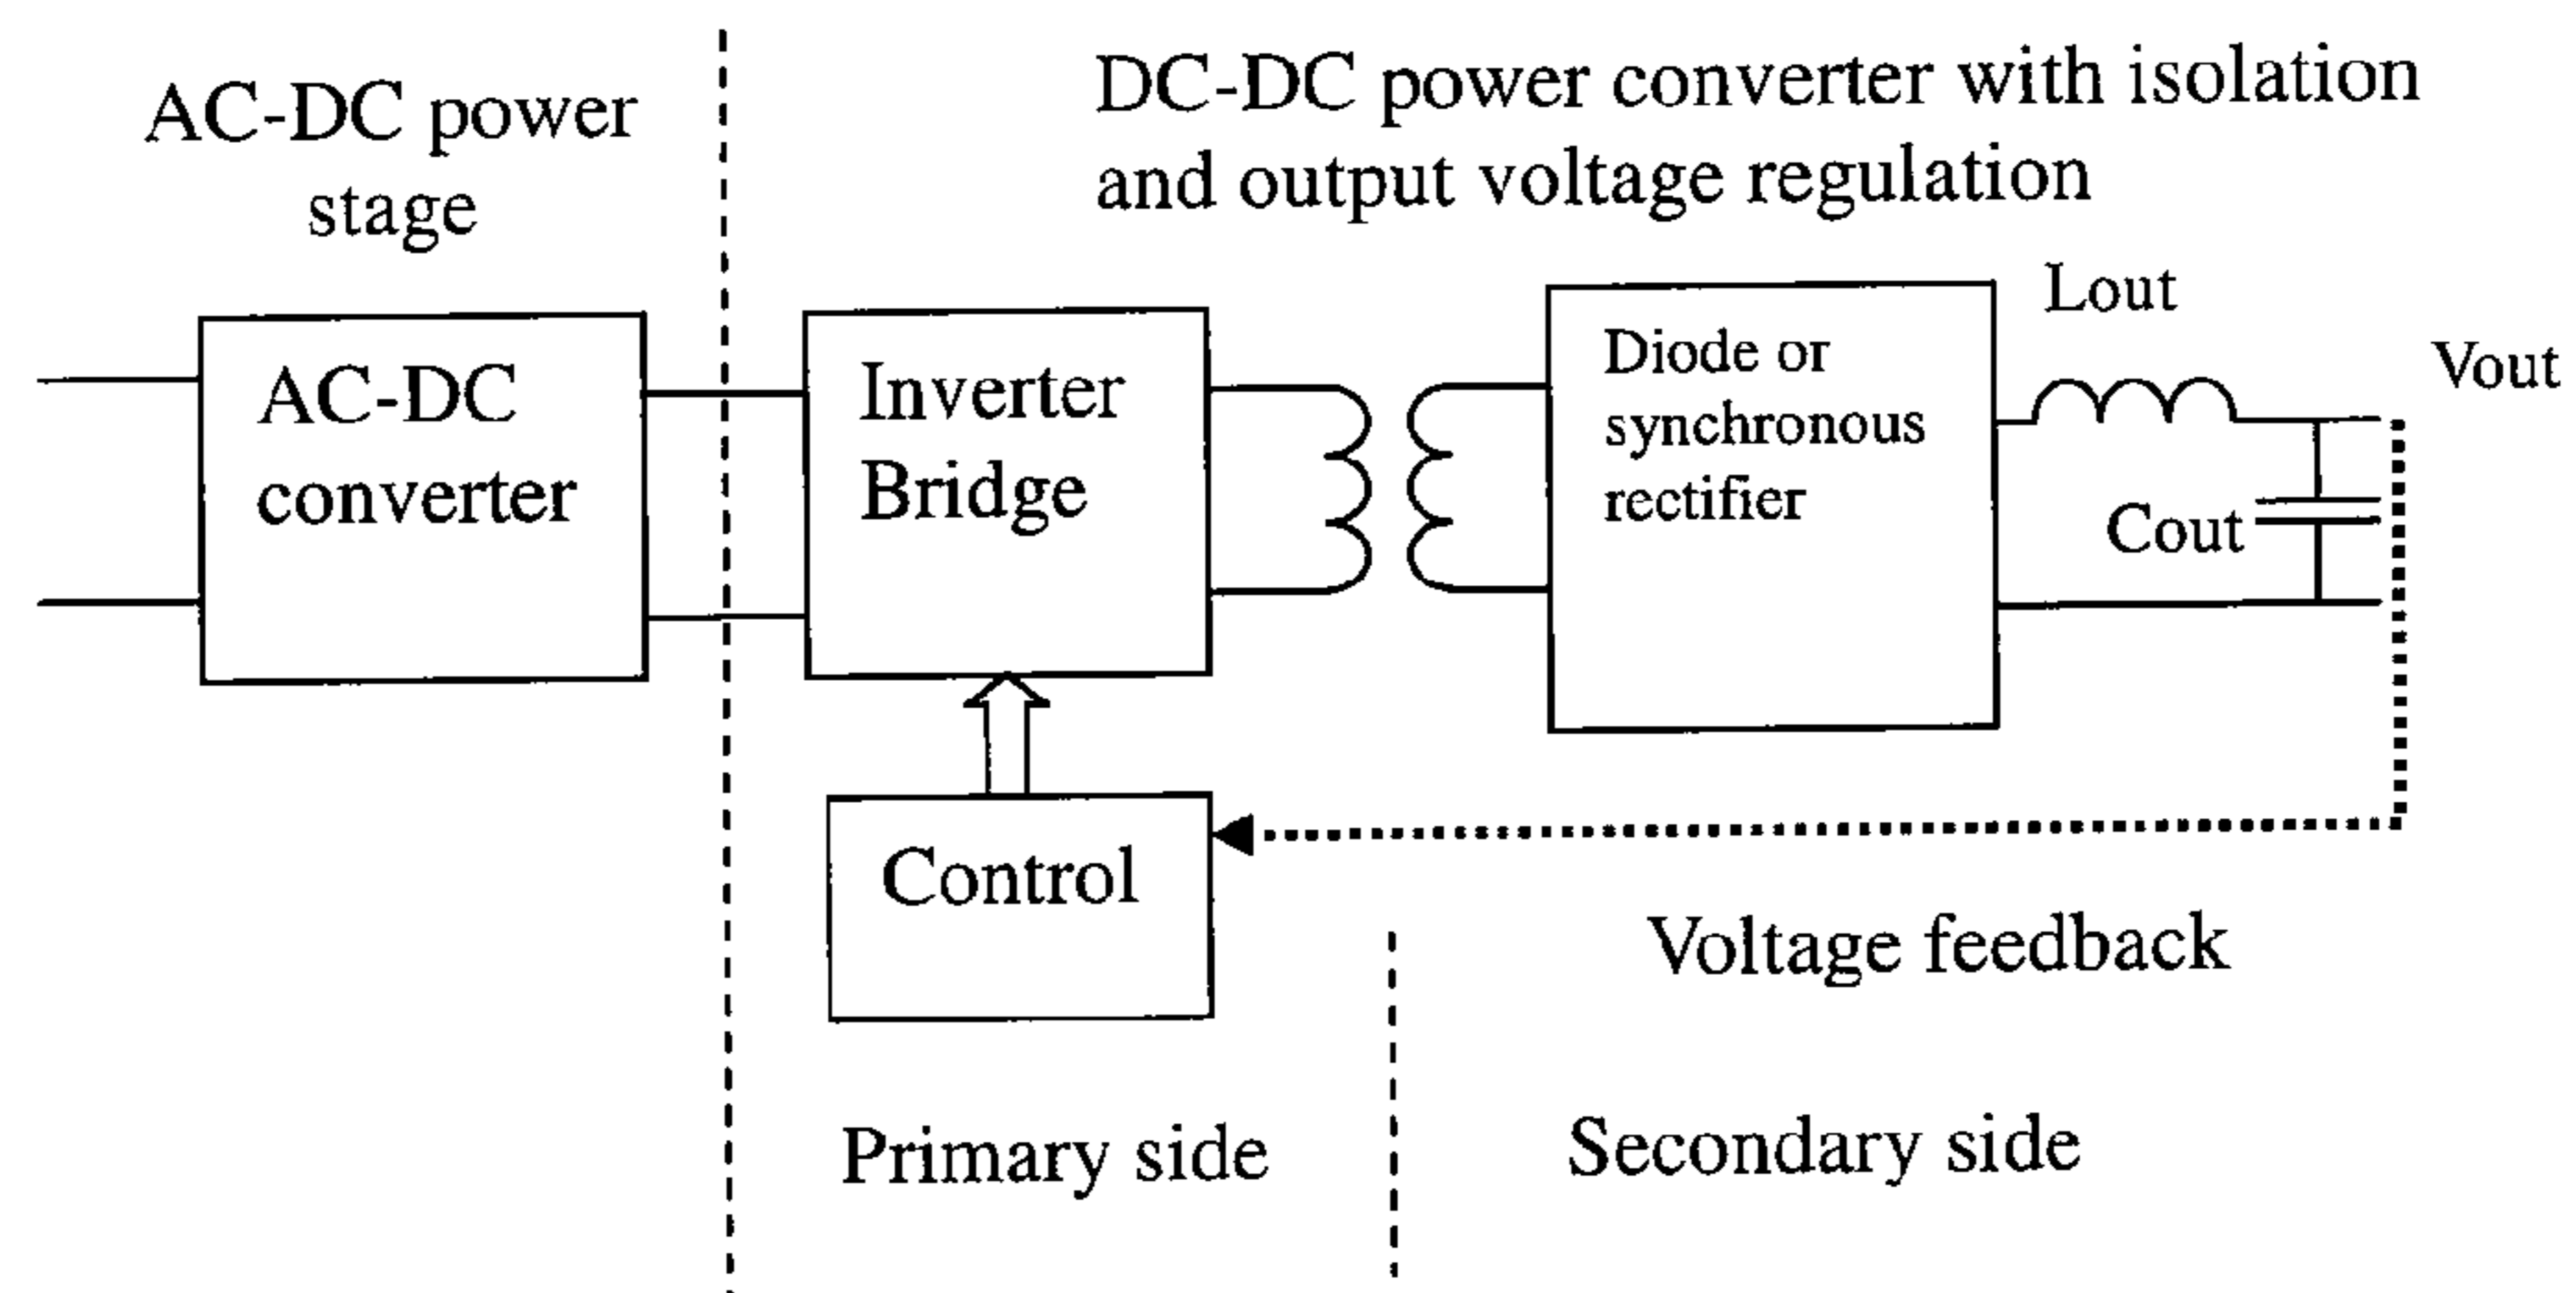 AC-DC power
stage
DC-DC power converter with isolation
and output voltage regulation
AC-DC
converter
Inverter
Bridge
Diode or
synchronous
rectifier
Lout
Vout
Cout
Control
Voltage feedback
Primary side
Secondary side